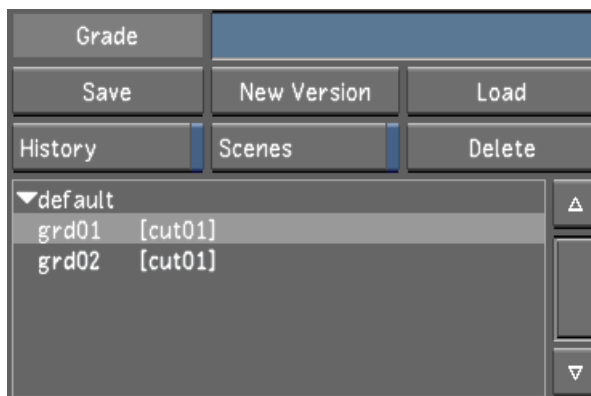 Grade
Save New Version Load
History Scenes Delete
default
grd01 [cut01]
grd02 [cut01]